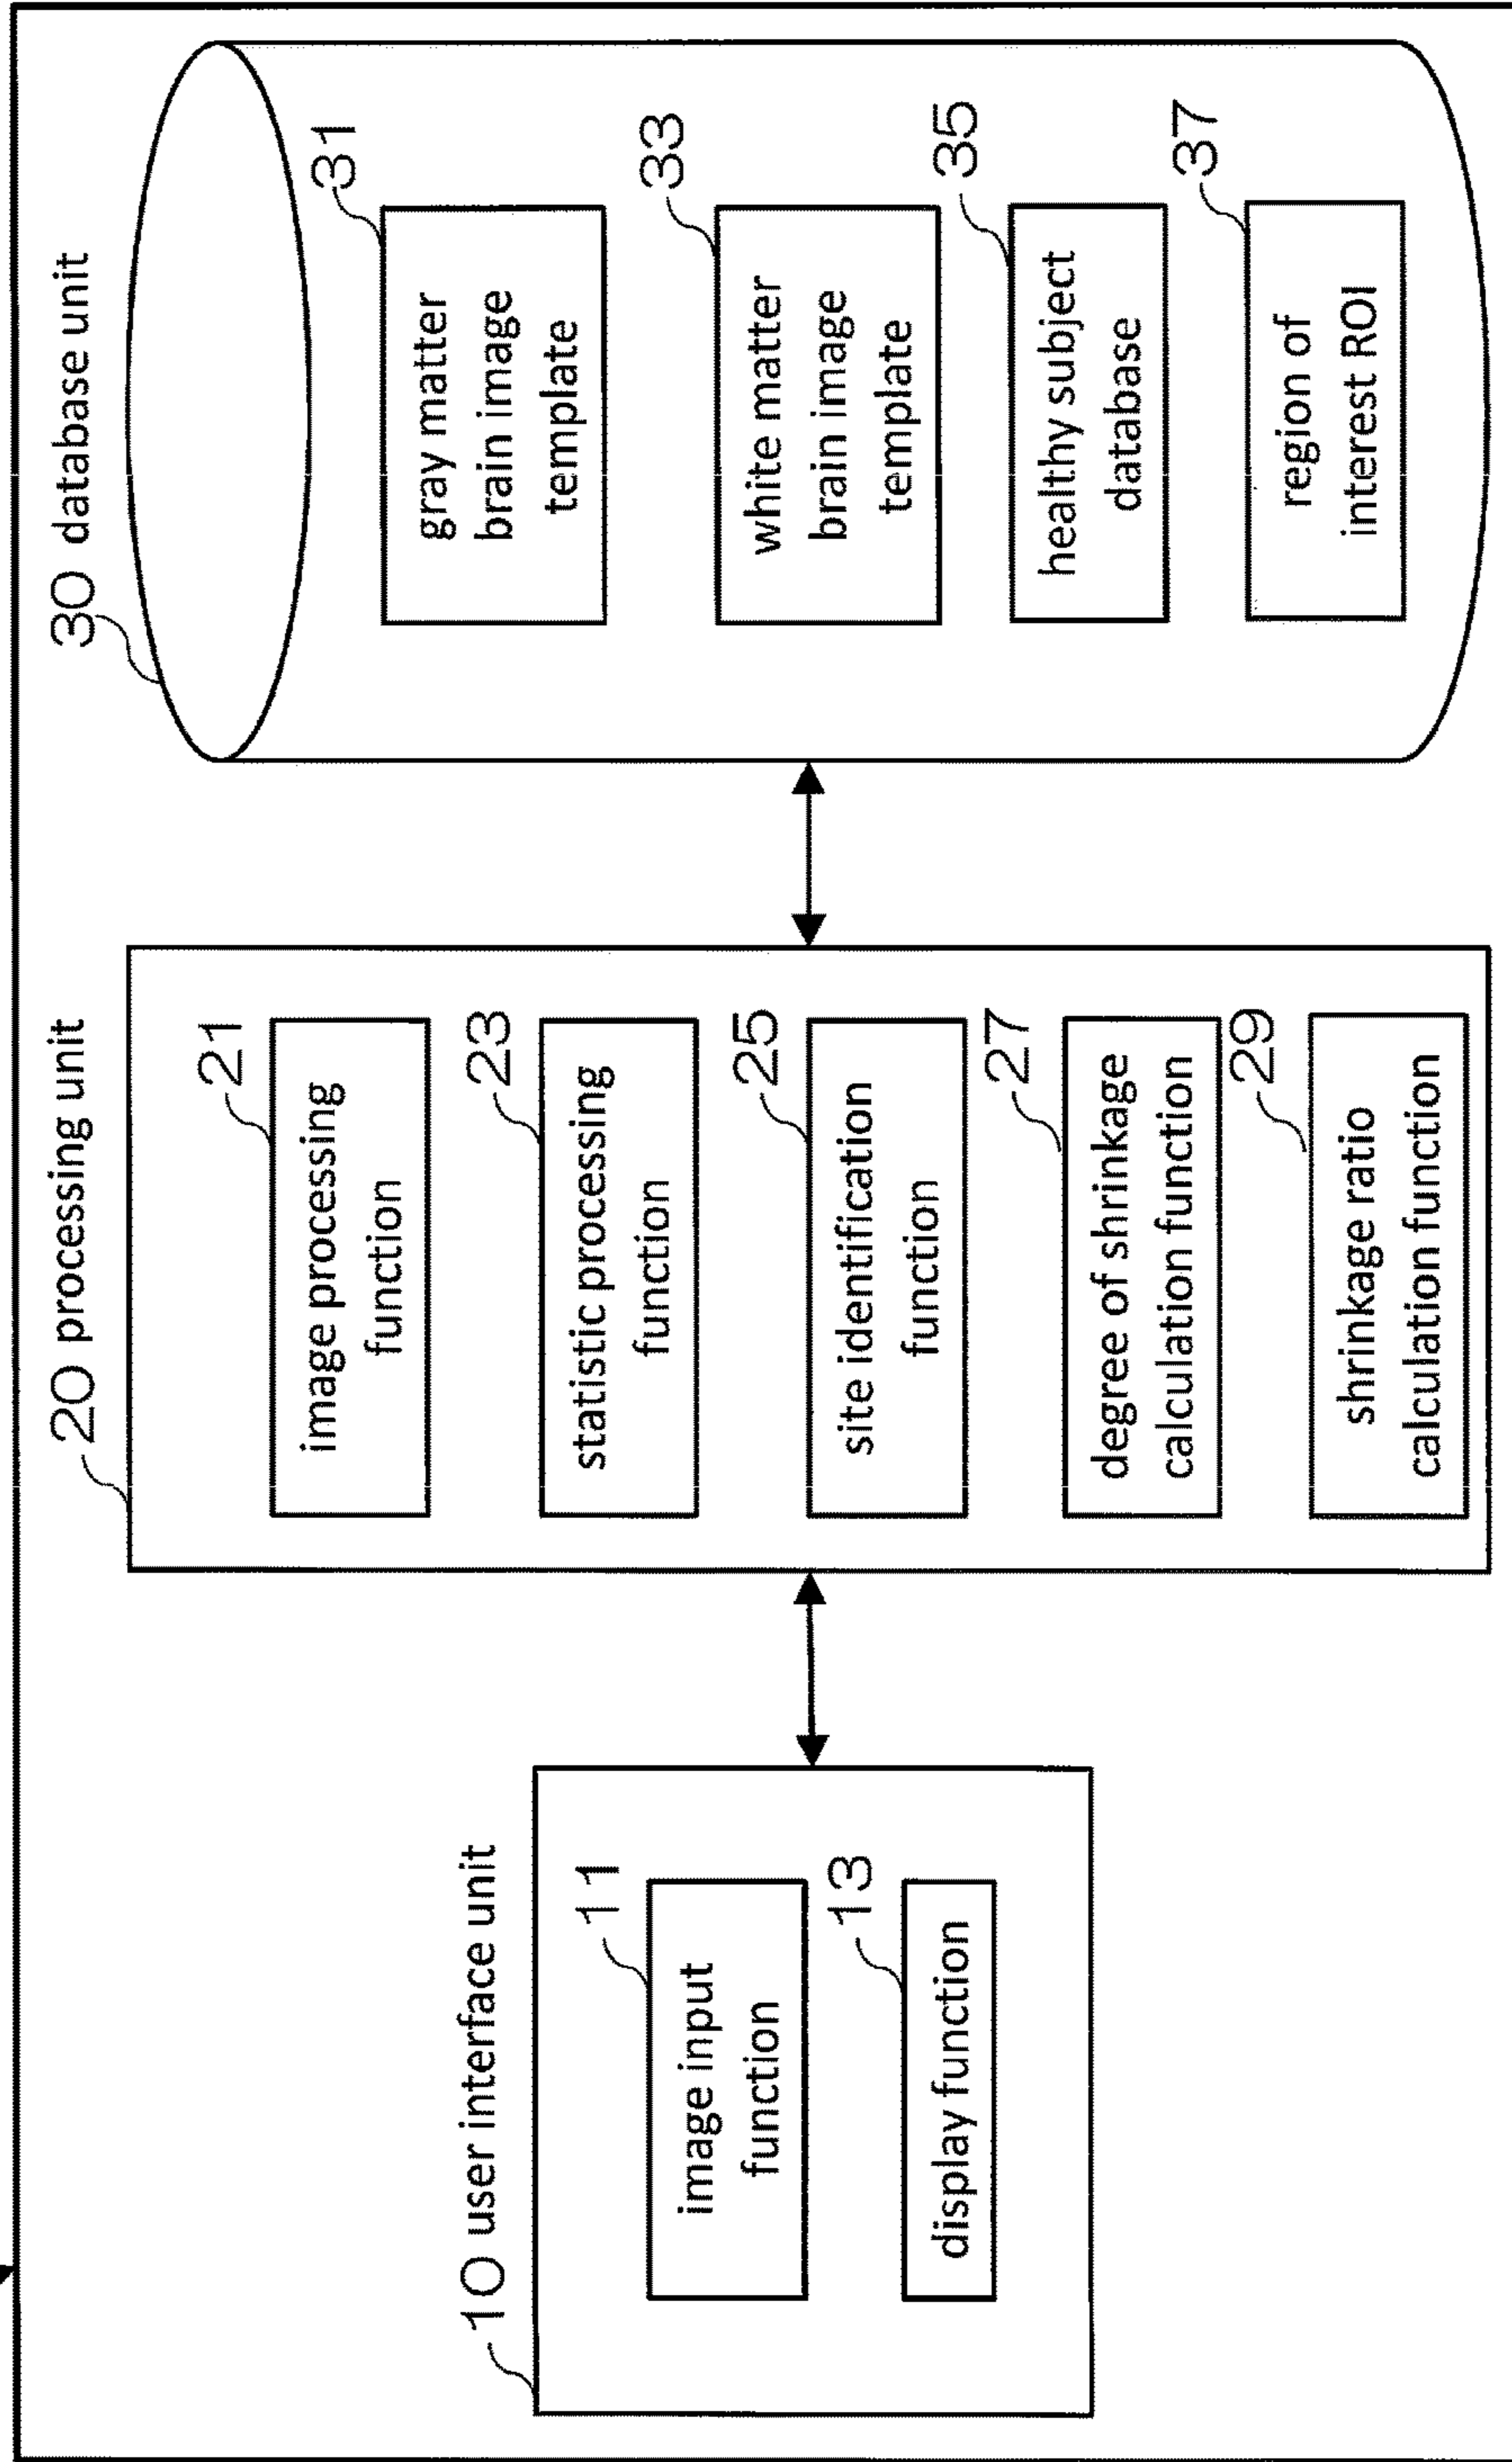 10 user interface unit
11
image input
function
13
display function
20 processing unit
21
image processing
function
23
statistic processing
function
25
site identification
function
27
degree of shrinkage
calculation function
29
shrinkage ratio
calculation function
30 database unit
31
gray matter
brain image
template
33
white matter
brain image
template
35
healthy subject
database
37
region of
interest ROI